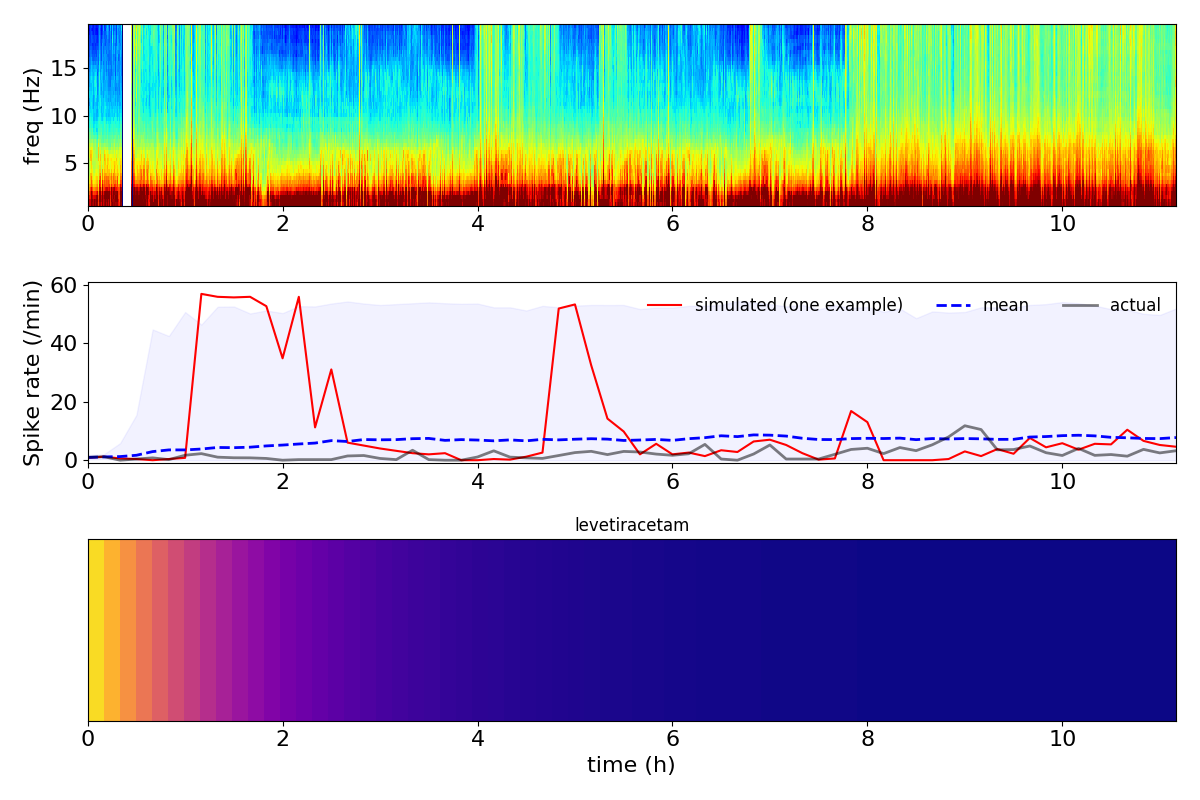 freq (Hz)
15
10
5
0 2 4 6 8 10
Spike rate (/min)
60
40
20
0
simulated (one example) mean actual
0 2 4 6 8 10
levetiracetam
0 2 4 6 8 10
time (h)